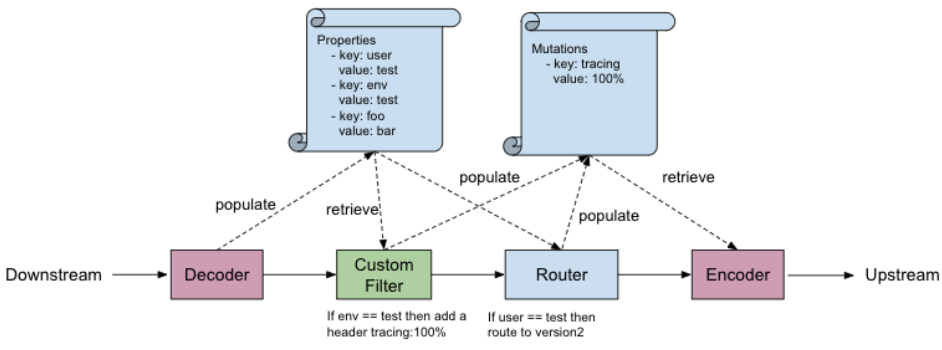 Properties
- key: user
value: test
- key: env
value: test
- key: foo
value: bar
Mutations
- key: tracing
value: 100%
populate
retrieve
populate
populate
retrieve
Downstream
Decoder
Custom
Filter
Router
Encoder
Upstream
If env == test then add a
header tracing:100%
If user == test then
route to version2